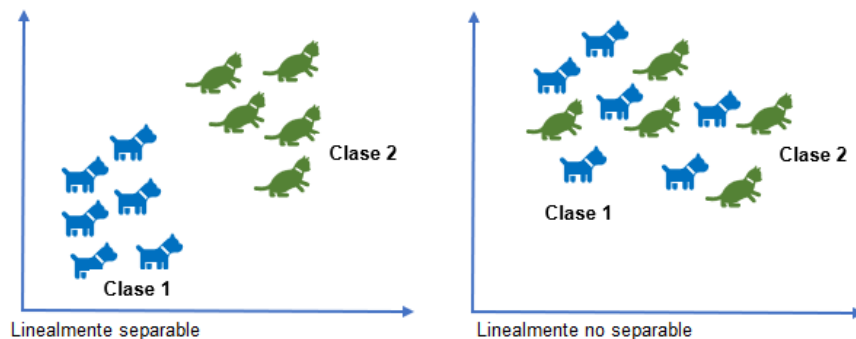 Clase 2
Clase 1
Linealmente separable
Clase 2
Clase 1
Linealmente no separable